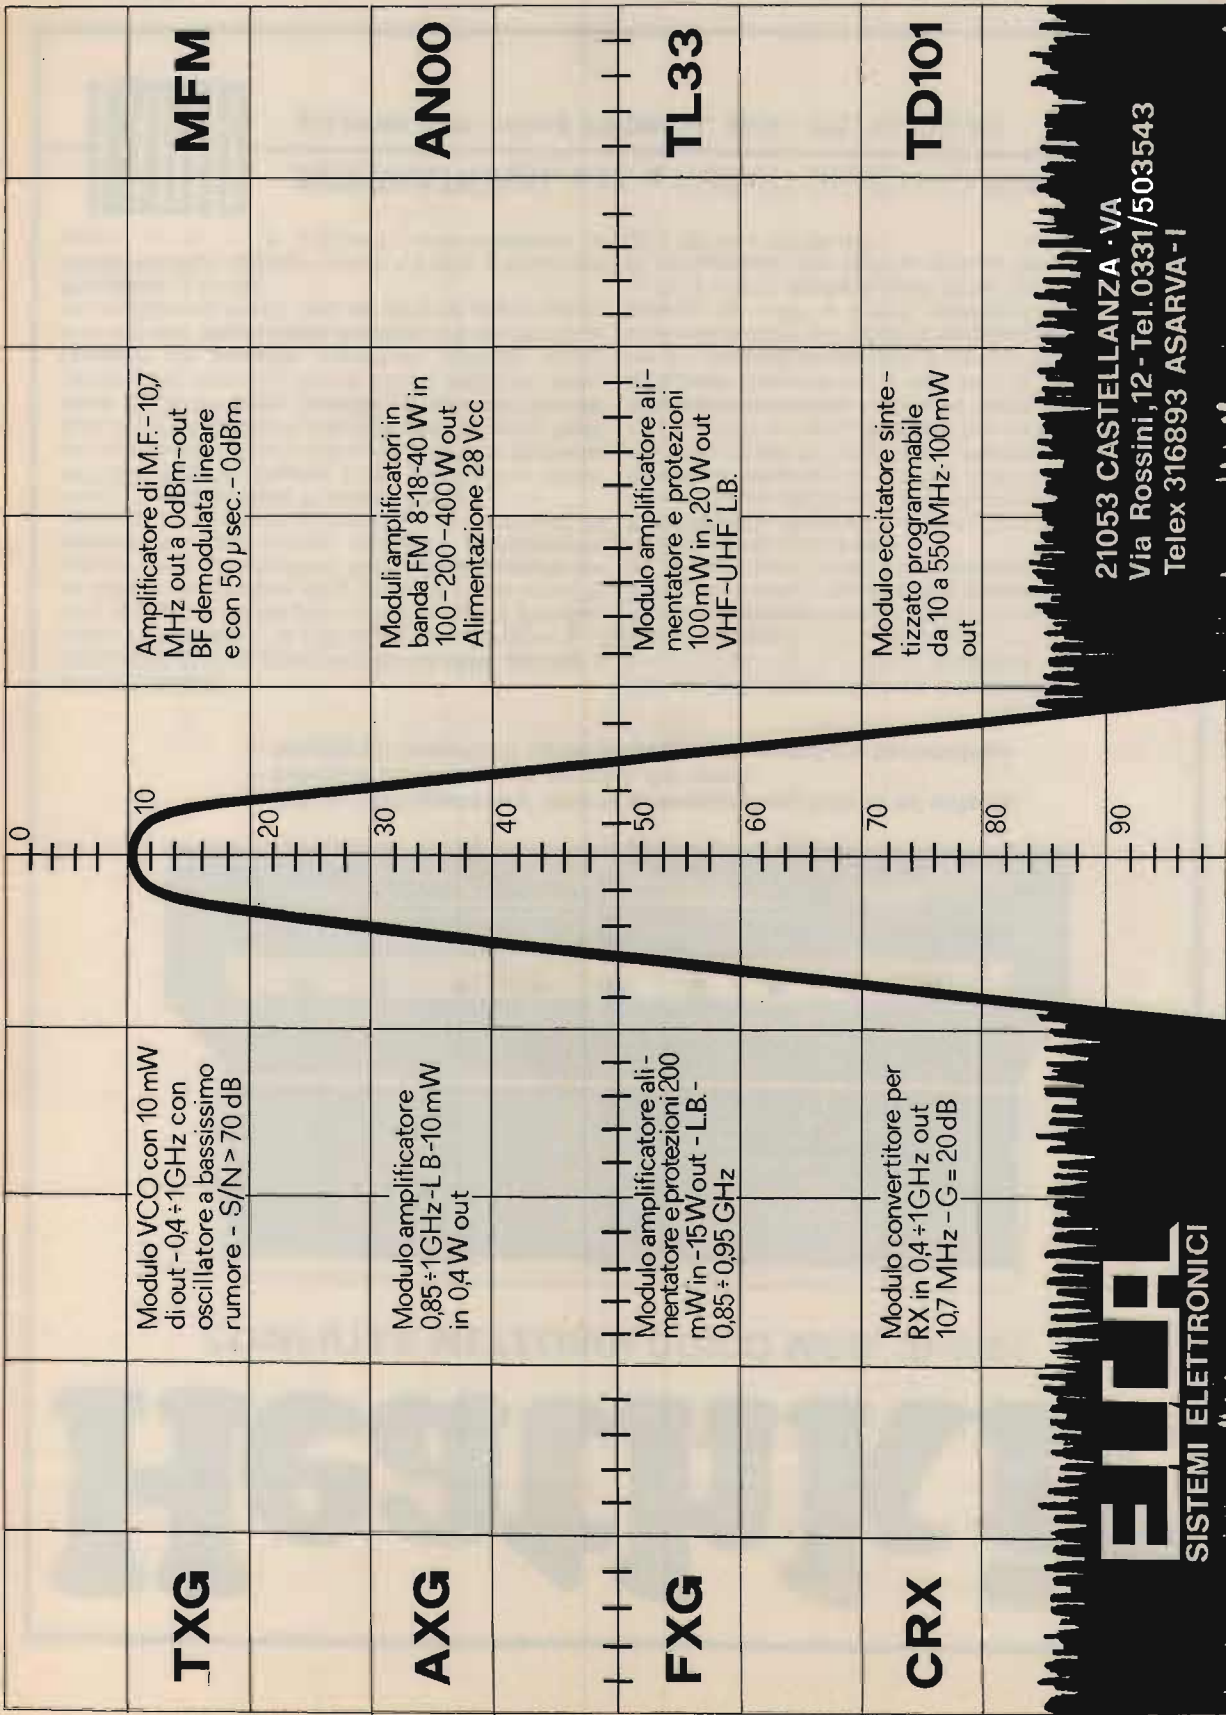 TXG
Modulo VCO con 10 mW
di out - 0,4 ÷ 1GHz con
oscillatore a bassissimo
rumore - S/N > 70 dB
AXG
Modulo amplificatore
0,85 ÷ 1GHz - L B - 10 mW
in 0,4 W out
FXG
Modulo amplificatore ali-
mentatore e protezioni 200
mW in - 15 W out - L.B. -
0,85 ÷ 0,95 GHz
CRX
Modulo convertitore per
RX in 0,4 ÷ 1GHz out
10,7 MHz - G = 20 dB
0
10
20
30
40
50
60
70
80
90
Amplificatore di M.F. - 10,7
MHz out a 0dBm - out
BF demodulata lineare
e con 50 µ sec. - 0dBm
MFM
Moduli amplificatori in
banda FM 8-18-40 W in
100-200-400 W out
Alimentazione 28 Vcc
AN00
Modulo amplificatore ali-
mentatore e protezioni
100 mW in, 20 W out
VHF-UHF L.B.
TL33
Modulo eccitatore sinte-
tizzato programmabile
da 10 a 550MHz-100 mW
out
TD101
SISTEMI ELETTRONICI
21053 CASTELLANZA - VA
Via Rossini, 12 - Tel. 0331/503543
Telex 316893 ASARVA - I